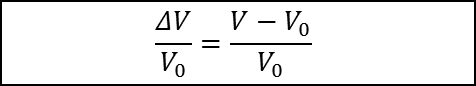 ΔV/V₀ = (V − V₀)/V₀